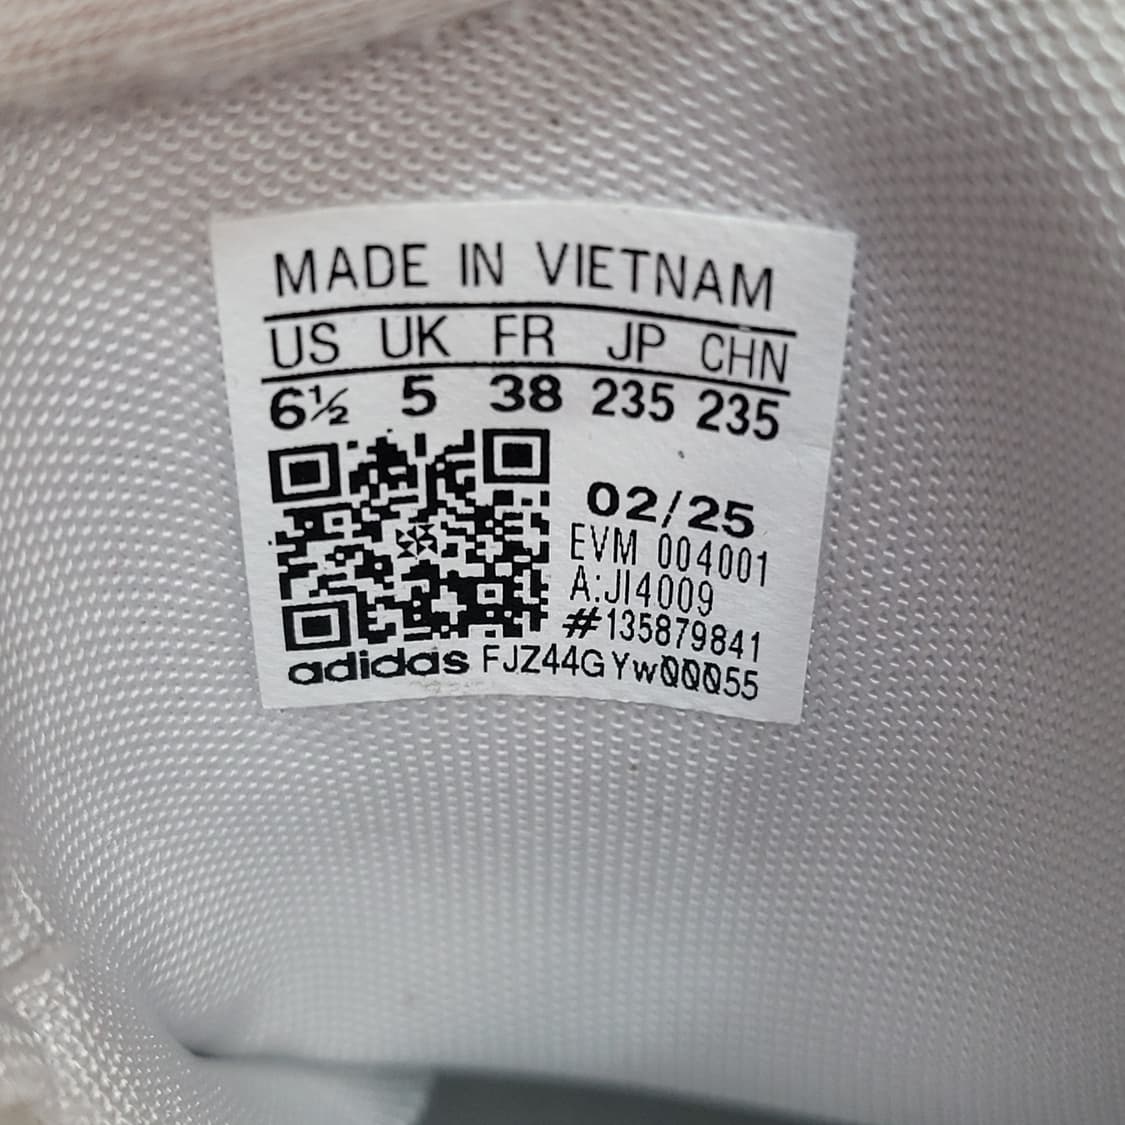 MADE IN VIETNAM
US UK FR JP CHN
6½ 5 38 235 235
02/25
EVM 004001
A:JI4009
#135879841
adidas FJZ44GYw00055